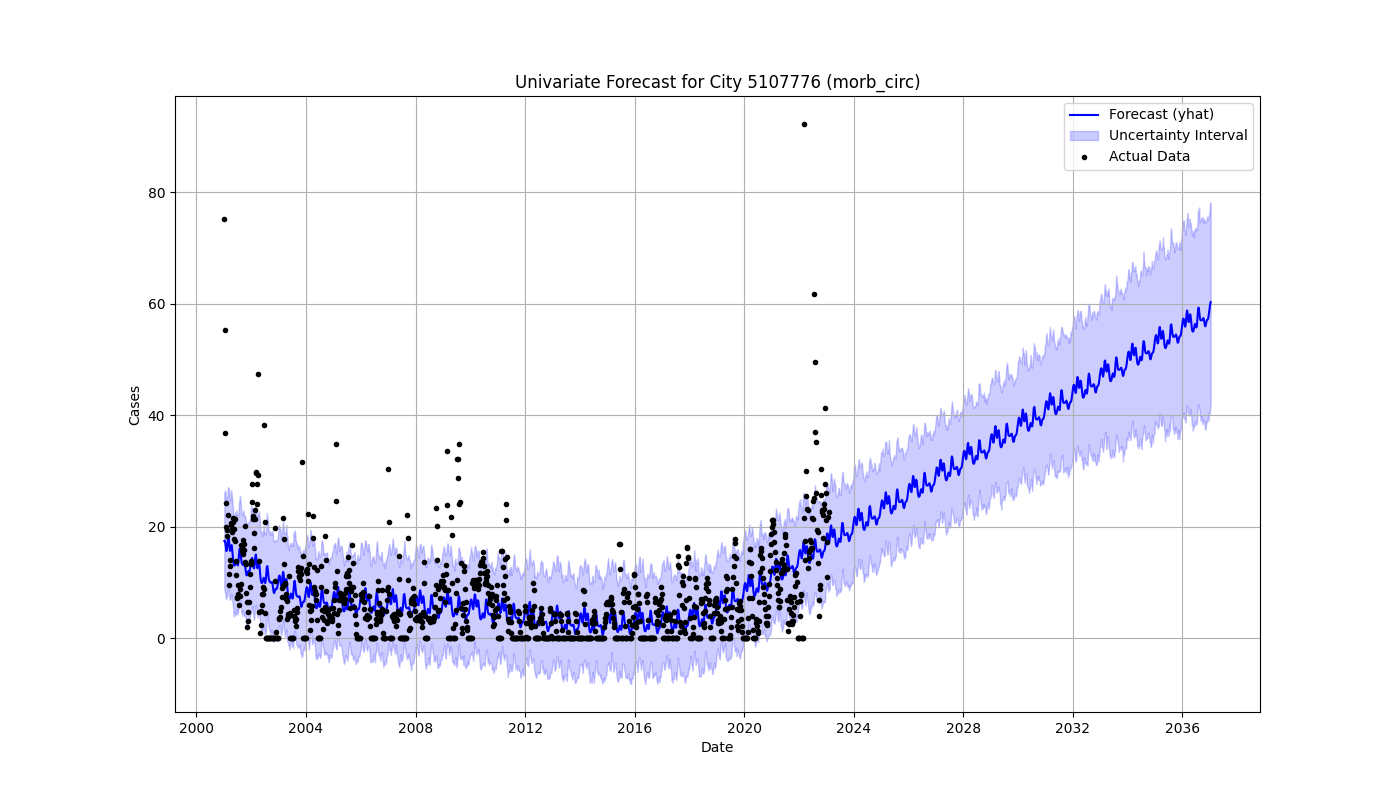 Univariate Forecast for City 5107776 (morb_circ)
Forecast (yhat)
Uncertainty Interval
Actual Data
80
60
40
20
0
Cases
2000 2004 2008 2012 2016 2020 2024 2028 2032 2036
Date